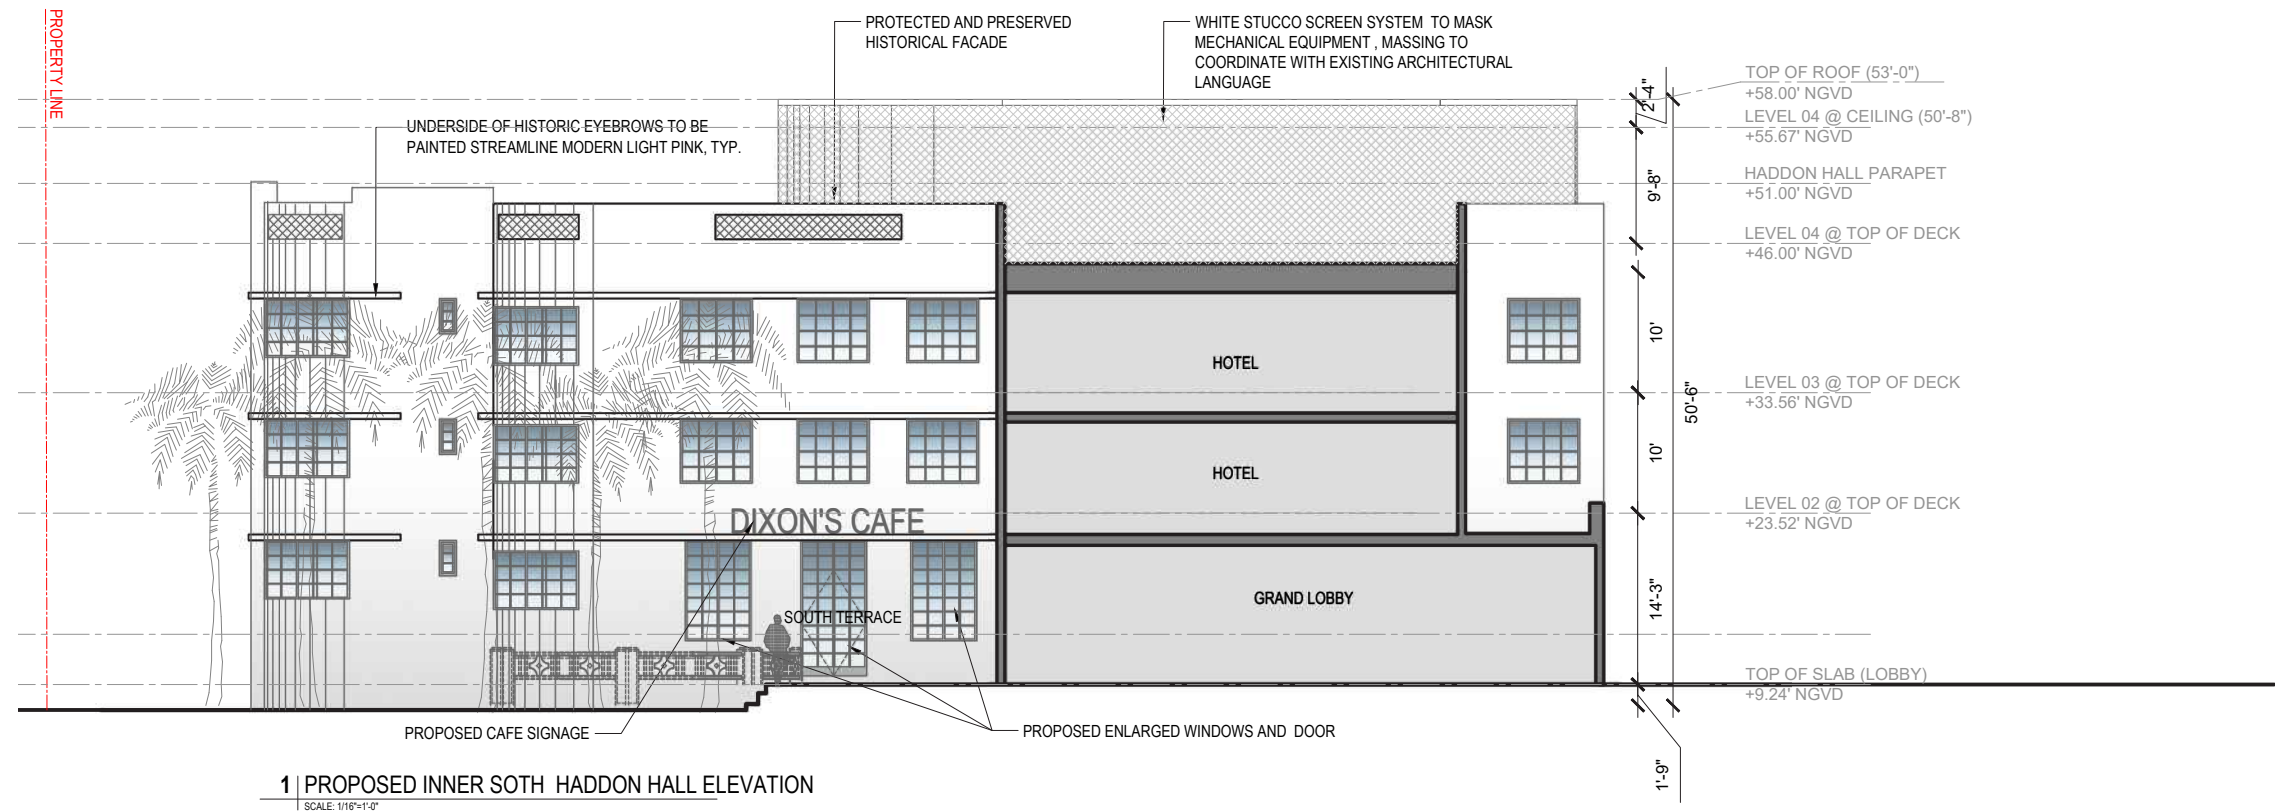 PROPERTY LINE
PROTECTED AND PRESERVED
HISTORICAL FACADE
WHITE STUCCO SCREEN SYSTEM TO MASK
MECHANICAL EQUIPMENT , MASSING TO
COORDINATE WITH EXISTING ARCHITECTURAL
LANGUAGE
UNDERSIDE OF HISTORIC EYEBROWS TO BE
PAINTED STREAMLINE MODERN LIGHT PINK, TYP.
2'-4"
TOP OF ROOF (53'-0")
+58.00' NGVD
LEVEL 04 @ CEILING (50'-8")
+55.67' NGVD
9'-8"
HADDON HALL PARAPET
+51.00' NGVD
LEVEL 04 @ TOP OF DECK
+46.00' NGVD
10'
HOTEL
LEVEL 03 @ TOP OF DECK
+33.56' NGVD
50'-6"
10'
HOTEL
LEVEL 02 @ TOP OF DECK
+23.52' NGVD
DIXON'S CAFE
14'-3"
GRAND LOBBY
SOUTH TERRACE
TOP OF SLAB (LOBBY)
+9.24' NGVD
PROPOSED CAFE SIGNAGE
PROPOSED ENLARGED WINDOWS AND DOOR
1'-9"
1 PROPOSED INNER SOTH HADDON HALL ELEVATION
SCALE: 1/16"=1'-0"